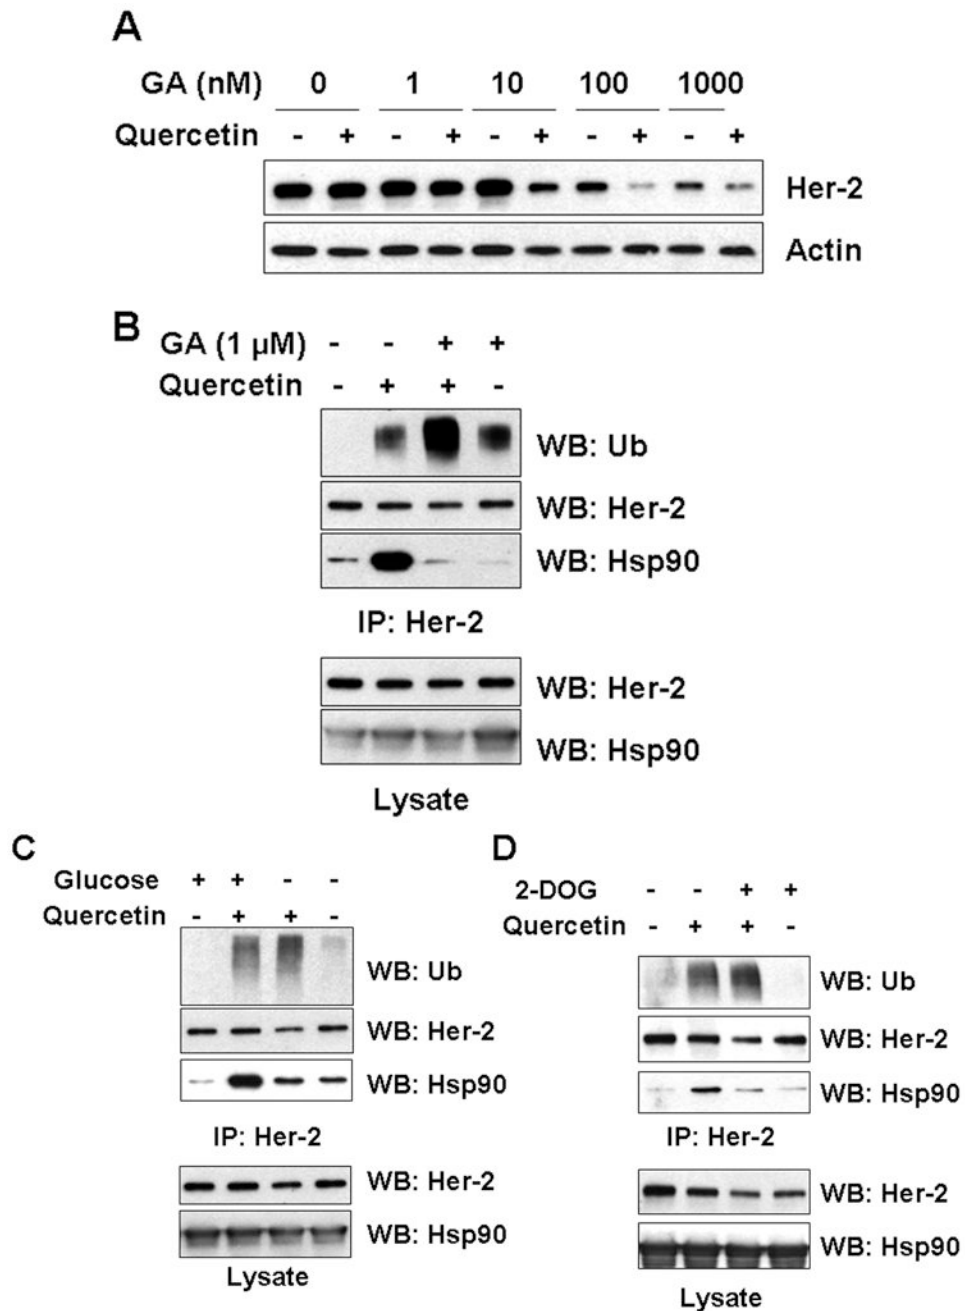 A
GA (nM) 0 1 10 100 1000
Quercetin - + - + - + - + - +
Her-2
Actin
B
GA (1 µM) - - + +
Quercetin - + + -
WB: Ub
WB: Her-2
WB: Hsp90
IP: Her-2
WB: Her-2
WB: Hsp90
Lysate
C
Glucose + + - -
Quercetin - + + -
WB: Ub
WB: Her-2
WB: Hsp90
IP: Her-2
WB: Her-2
WB: Hsp90
Lysate
D
2-DOG - - + +
Quercetin - + + -
WB: Ub
WB: Her-2
WB: Hsp90
IP: Her-2
WB: Her-2
WB: Hsp90
Lysate